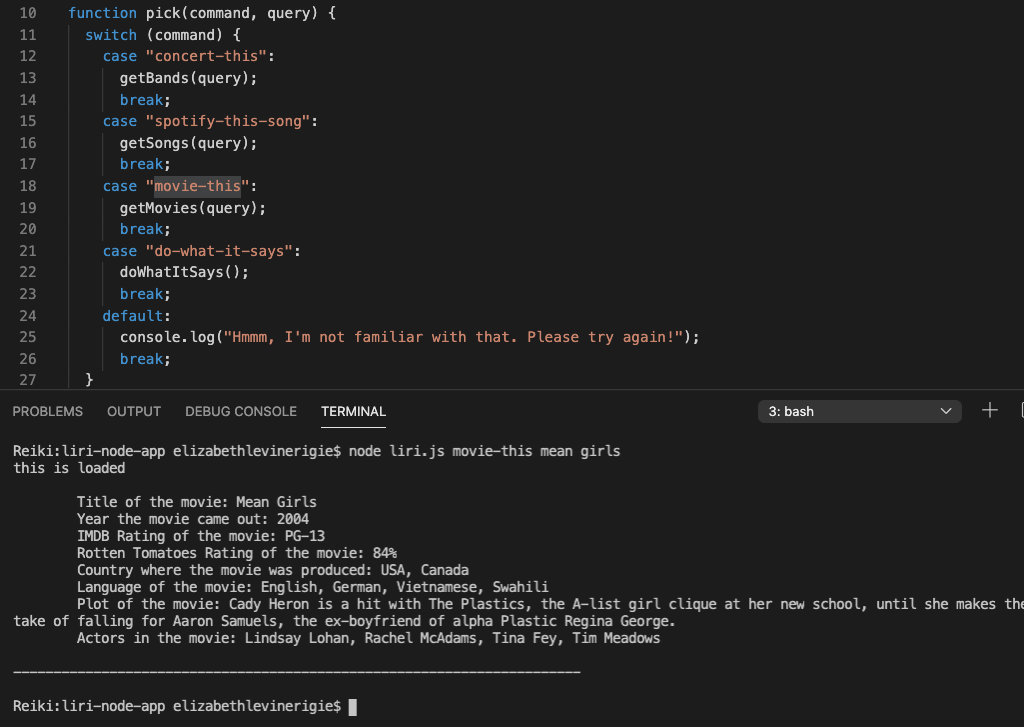 10 function pick(command, query) {
11 switch (command) {
12 case "concert-this":
13 getBands(query);
14 break;
15 case "spotify-this-song":
16 getSongs(query);
17 break;
18 case "movie-this":
19 getMovies(query);
20 break;
21 case "do-what-it-says":
22 doWhatItSays();
23 break;
24 default:
25 console.log("Hmmm, I'm not familiar with that. Please try again!");
26 break;
27 }
PROBLEMS OUTPUT DEBUG CONSOLE TERMINAL 3: bash
Reiki:liri-node-app elizabethlevinerigie$ node liri.js movie-this mean girls
this is loaded
Title of the movie: Mean Girls
Year the movie came out: 2004
IMDB Rating of the movie: PG-13
Rotten Tomatoes Rating of the movie: 84%
Country where the movie was produced: USA, Canada
Language of the movie: English, German, Vietnamese, Swahili
Plot of the movie: Cady Heron is a hit with The Plastics, the A-list girl clique at her new school, until she makes the
take of falling for Aaron Samuels, the ex-boyfriend of alpha Plastic Regina George.
Actors in the movie: Lindsay Lohan, Rachel McAdams, Tina Fey, Tim Meadows
-----------------------------------------------------------------------
Reiki:liri-node-app elizabethlevinerigie$